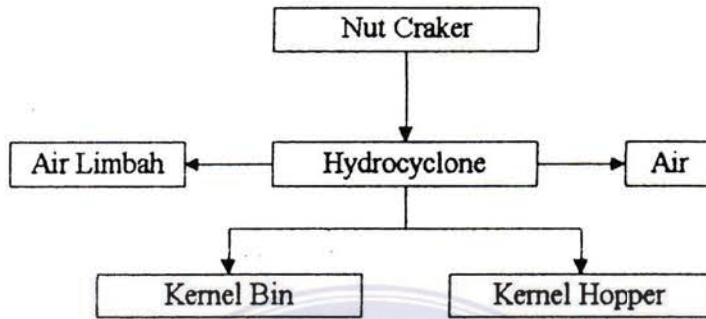 Nut Craker
Air Limbah
Hydrocyclone
Air
Kernel Bin
Kernel Hopper